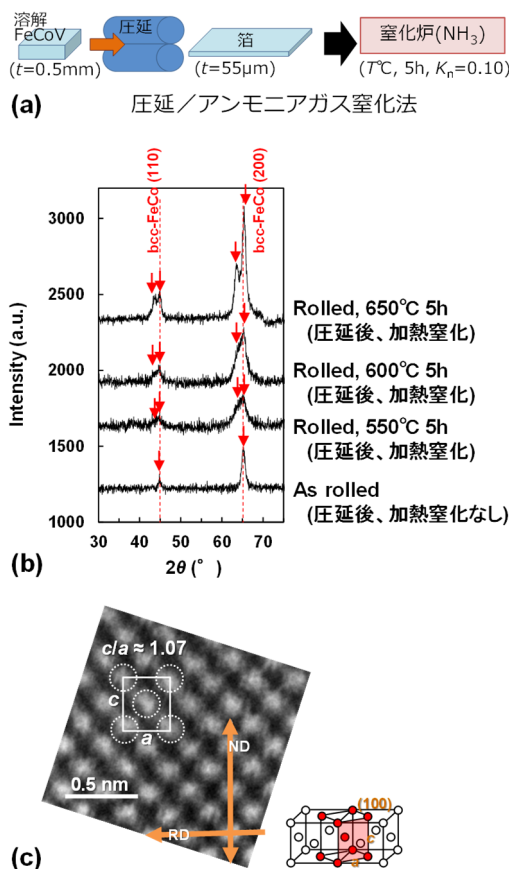 溶解
FeCoV
圧延
箔
窒化炉(NH₃)
(t=0.5mm)
(t=55μm)
(T℃, 5h, Kₙ=0.10)
(a)
圧延／アンモニアガス窒化法
bcc-FeCo (110)
bcc-FeCo (200)
3000
2500
2000
1500
1000
Intensity (a.u.)
Rolled, 650℃ 5h
(圧延後、加熱窒化)
Rolled, 600℃ 5h
(圧延後、加熱窒化)
Rolled, 550℃ 5h
(圧延後、加熱窒化)
As rolled
(圧延後、加熱窒化なし)
30 40 50 60 70
2θ (°)
(b)
c/a ≈ 1.07
c
a
ND
0.5 nm
RD
(100)
c
a
(c)